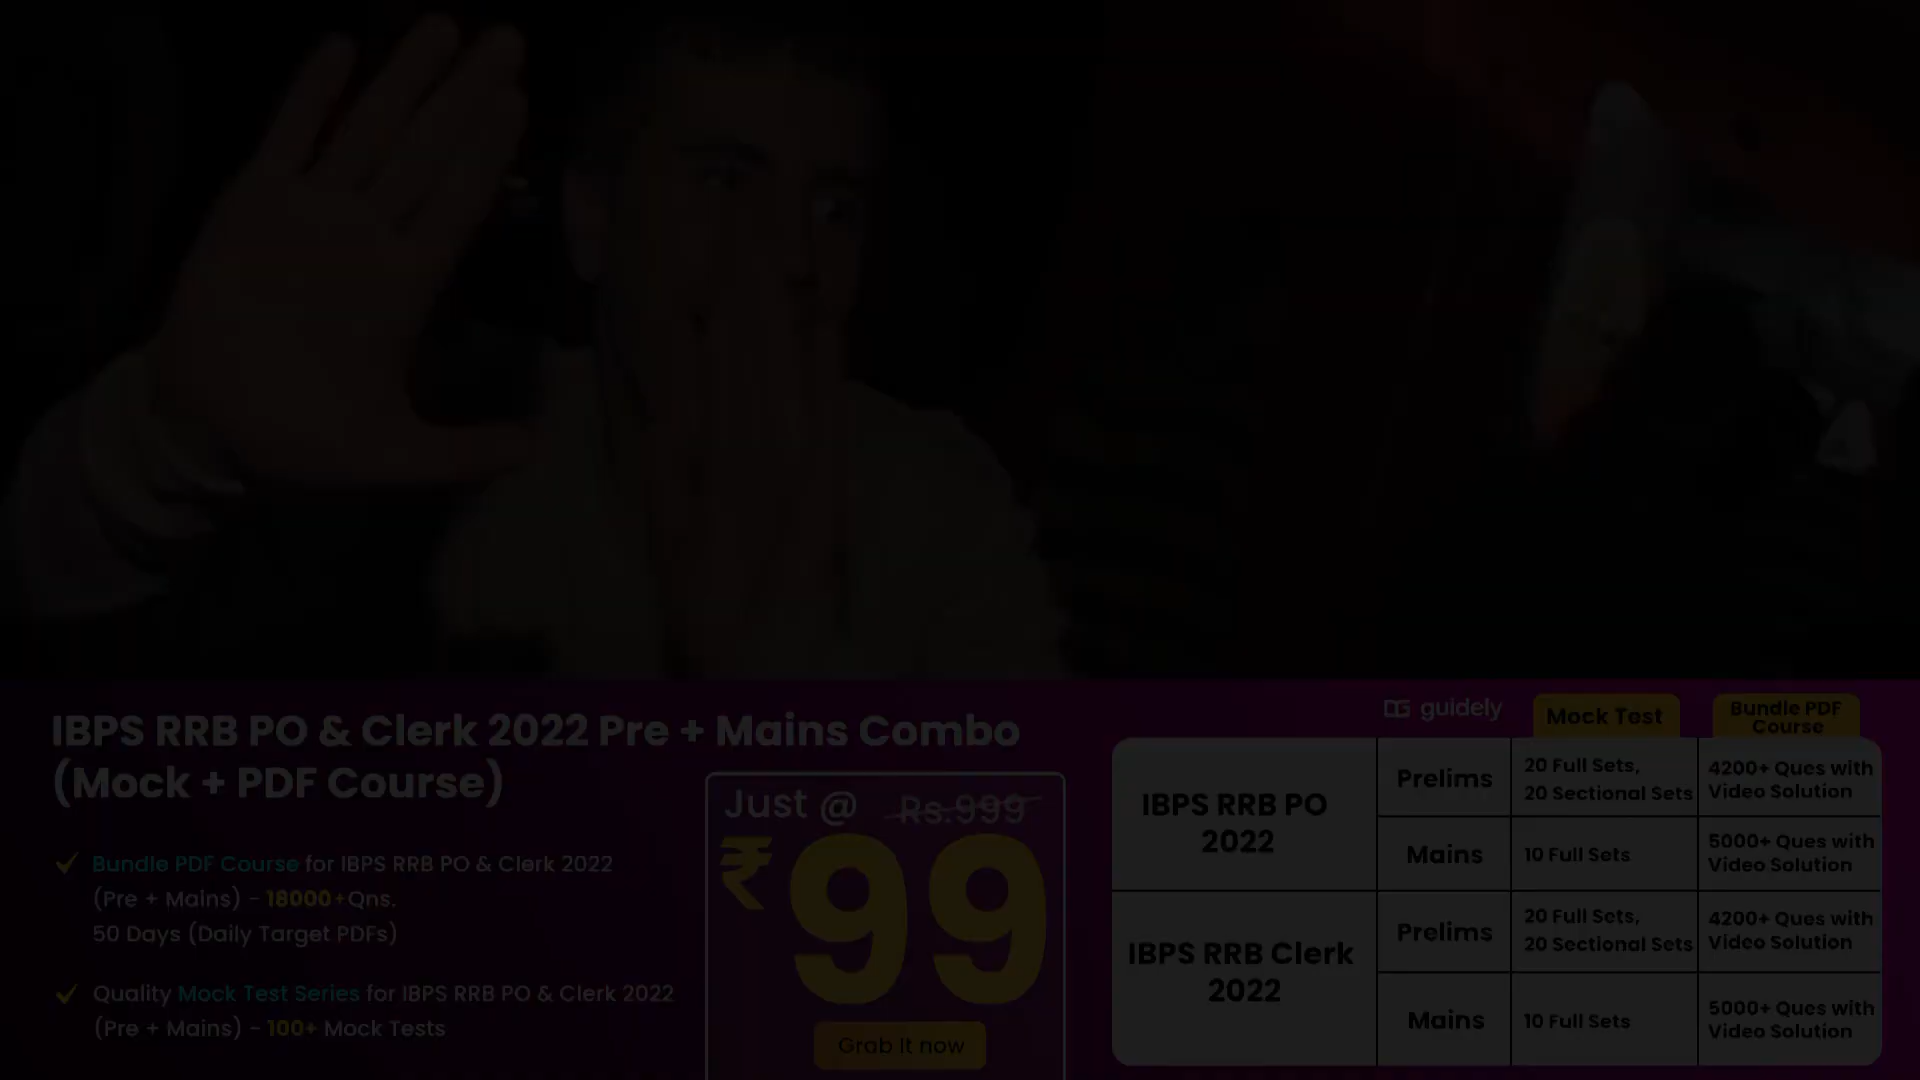 IBPS RRB PO & Clerk 2022 Pre + Mains Combo
(Mock + PDF Course)
Bundle PDF Course for IBPS RRB PO & Clerk 2022
(Pre + Mains) - 18000+Qns.
50 Days (Daily Target PDFs)
Quality Mock Test Series for IBPS RRB PO & Clerk 2022
(Pre + Mains) - 100+ Mock Tests
Just @ Rs.999
₹99
Grab It now
DG guidely
Mock Test
Bundle PDF
Course
IBPS RRB PO
2022
Prelims
20 Full Sets,
20 Sectional Sets
4200+ Ques with
Video Solution
Mains
10 Full Sets
5000+ Ques with
Video Solution
IBPS RRB Clerk
2022
Prelims
20 Full Sets,
20 Sectional Sets
4200+ Ques with
Video Solution
Mains
10 Full Sets
5000+ Ques with
Video Solution